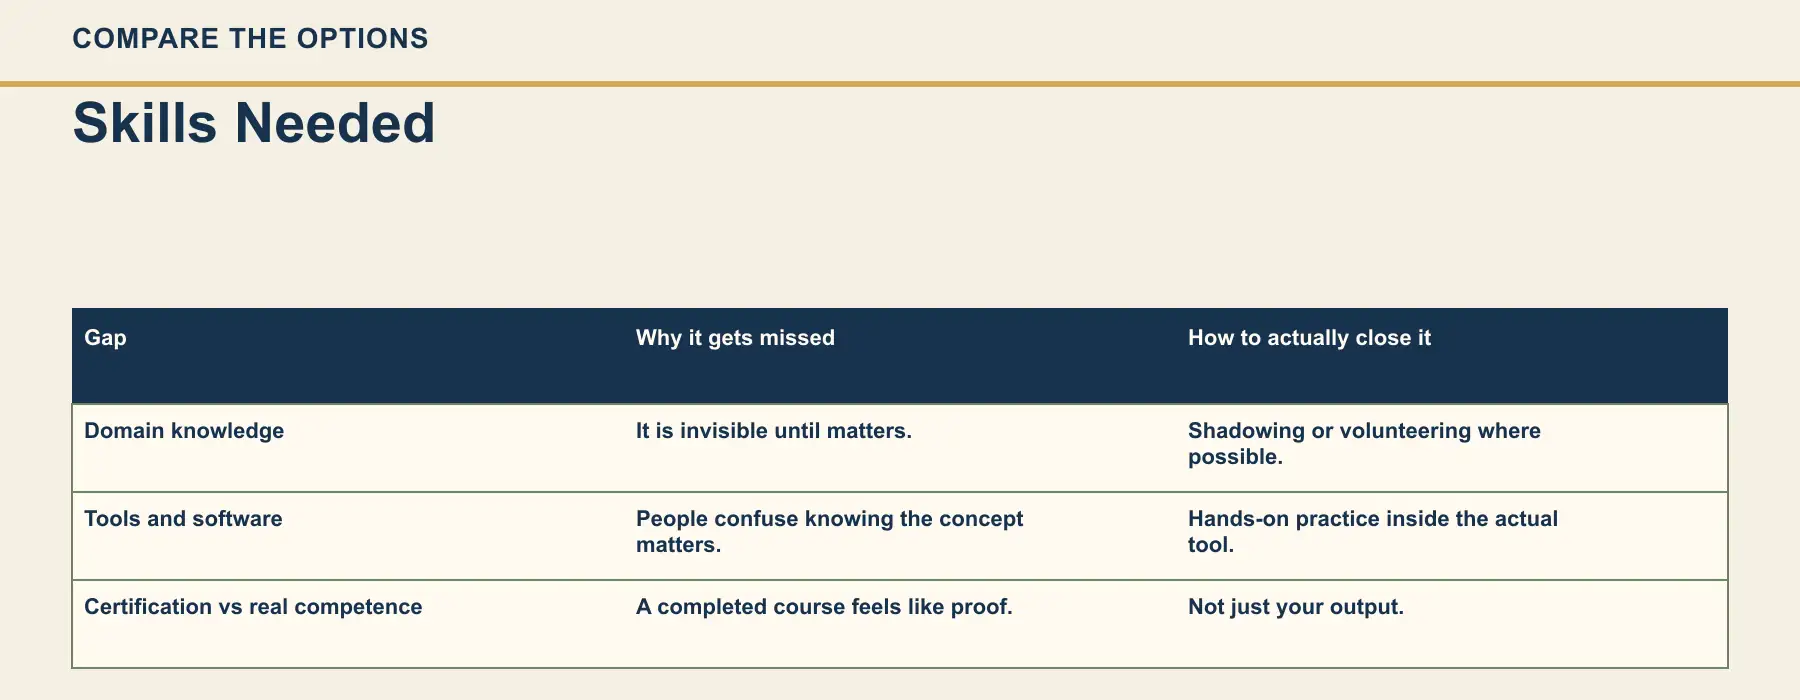 COMPARE THE OPTIONS
Skills Needed
Gap
Why it gets missed
How to actually close it
Domain knowledge
It is invisible until matters.
Shadowing or volunteering where
possible.
Tools and software
People confuse knowing the concept
matters.
Hands-on practice inside the actual
tool.
Certification vs real competence
A completed course feels like proof.
Not just your output.